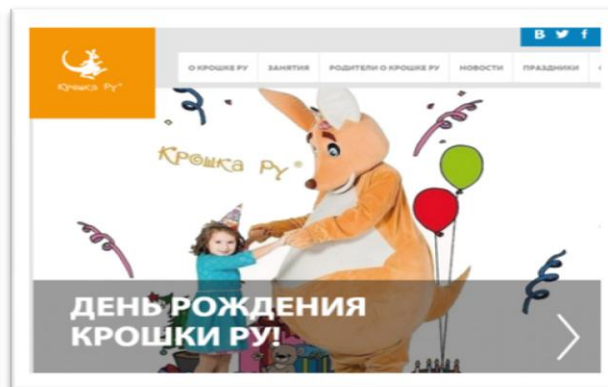 В f
Крошка Ру®
О КРОШКЕ РУ ЗАНЯТИЯ РОДИТЕЛИ О КРОШКЕ РУ НОВОСТИ ПРАЗДНИКИ
Крошка Ру®
ДЕНЬ РОЖДЕНИЯ
КРОШКИ РУ!